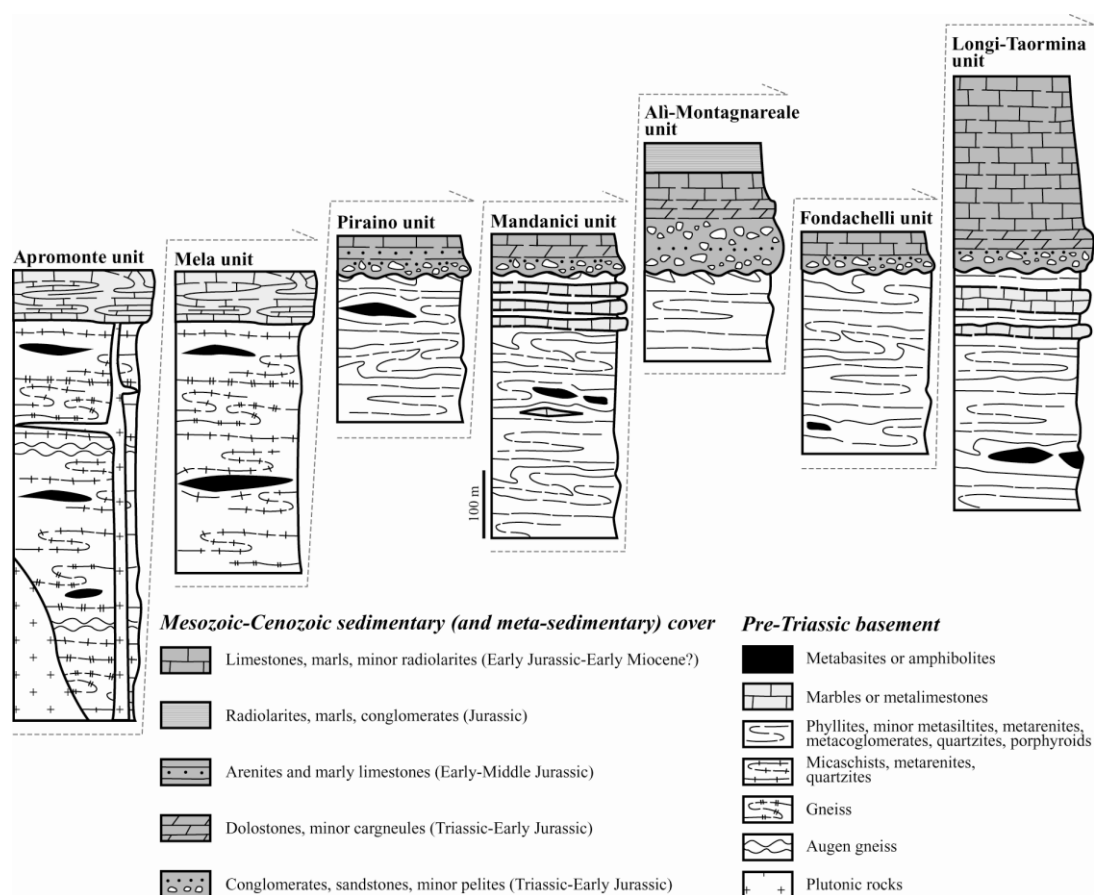 Longi-Taormina
unit
Alì-Montagnareale
unit
Piraino unit
Mandanici unit
Fondachelli unit
Apromonte unit
Mela unit
100 m
Mesozoic-Cenozoic sedimentary (and meta-sedimentary) cover
Limestones, marls, minor radiolarites (Early Jurassic-Early Miocene?)
Radiolarites, marls, conglomerates (Jurassic)
Arenites and marly limestones (Early-Middle Jurassic)
Dolostones, minor cargneules (Triassic-Early Jurassic)
Conglomerates, sandstones, minor pelites (Triassic-Early Jurassic)
Pre-Triassic basement
Metabasites or amphibolites
Marbles or metalimestones
Phyllites, minor metasiltites, metarenites,
metacoglomerates, quartzites, porphyroids
Micaschists, metarenites,
quartzites
Gneiss
Augen gneiss
Plutonic rocks